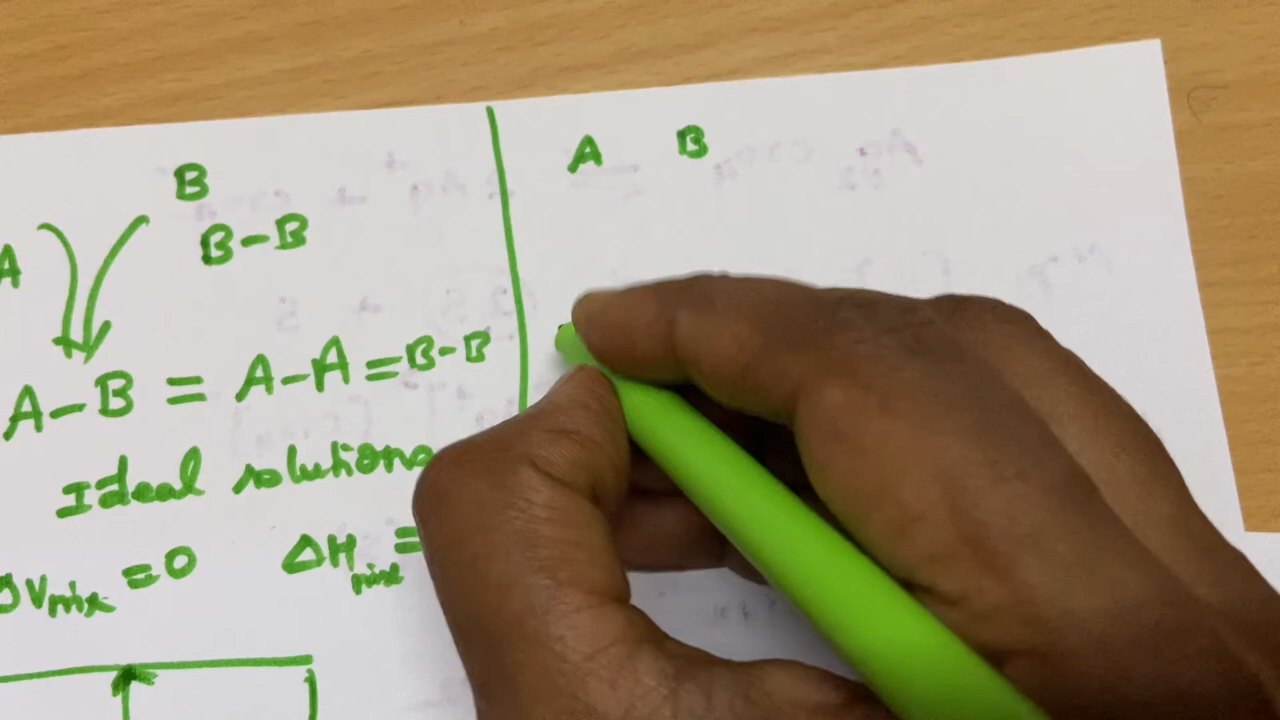 B
A B-B
A-B = A-A = B-B
Ideal solutions
ΔVmix = 0 ΔHmix =
A B